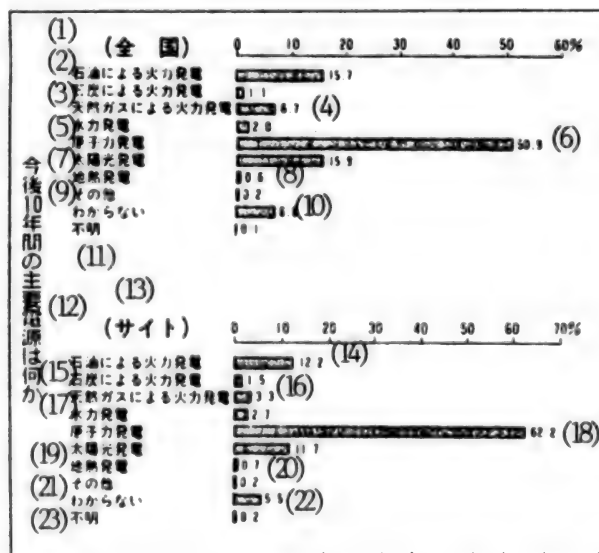 (1)
(全 国)
0 10 20 30 40 50 60%
(2) 石油による火力発電 15.7
(3) 石炭による火力発電 1.1
天然ガスによる火力発電 6.7 (4)
(5) 水力発電 2.0
原子力発電 50.9 (6)
(7) 太陽光発電 15.9
地熱発電 0.6 (8)
(9) その他 3.2
わからない (10)
不明 0.1
今後10年間の主要電源は何か
(11)
(13)
(12)
(サイト)
0 10 20 30 40 50 60 70%
石油による火力発電 12.2 (14)
(15) 石炭による火力発電 1.5 (16)
(17) 天然ガスによる火力発電 3.3
水力発電 2.7
原子力発電 62.2 (18)
(19) 太陽光発電 11.7
地熱発電 0.7 (20)
(21) その他 0.2
わからない 5.5 (22)
(23) 不明 0.2